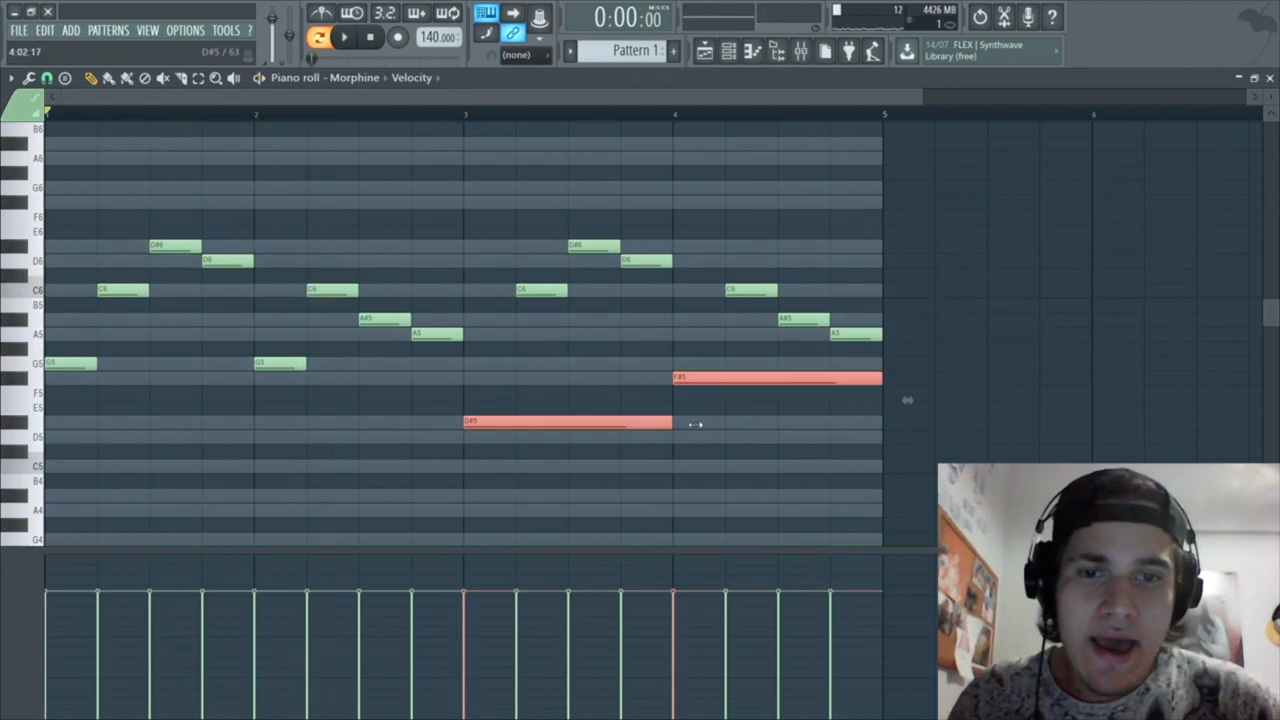 FILE EDIT ADD PATTERNS VIEW OPTIONS TOOLS ?
4:02:17 D#5 / 63
3.2
140.000
0:00:00
M:S:CS
12
4426 MB
1
(none)
Pattern 1
14/07 FLEX | Synthwave
Library (free)
Piano roll - Morphine Velocity
1 2 3 4 5 6
B6
A6
G6
F6
E6
D#6 D#6
D6 D6 D6
C6 C6 C6 C6 C6
B5
A#5 A#5
A5 A5 A5
G5 G5 G5
F#5
F5
E5
D#5
D5
C5
B4
A4
G4